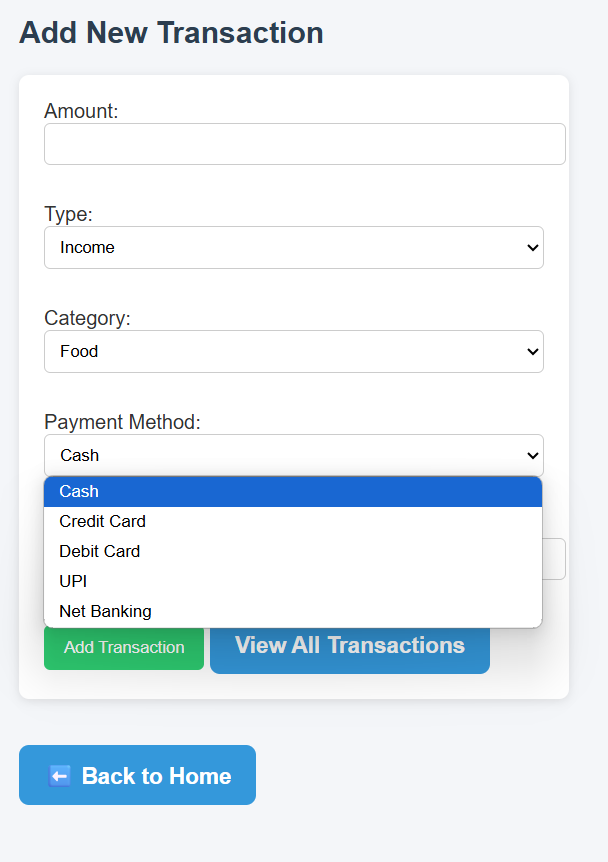 Add New Transaction
Amount:
Type:
Income
Category:
Food
Payment Method:
Cash
Cash
Credit Card
Debit Card
UPI
Net Banking
Add Transaction View All Transactions
Back to Home